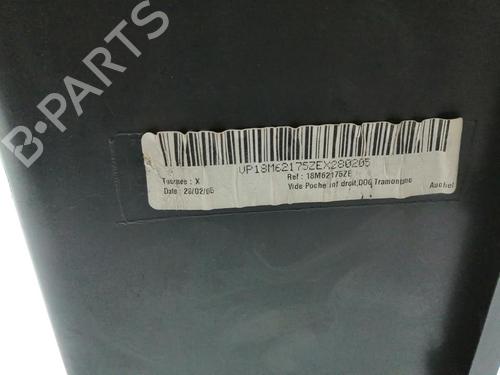 B-PARTS
VP18M62175ZEX280205
Tournee : X
Ref : 18M62175ZE
Date : 28/02/05
Vide Poche inf droit,DDG Tramontane
Auchel